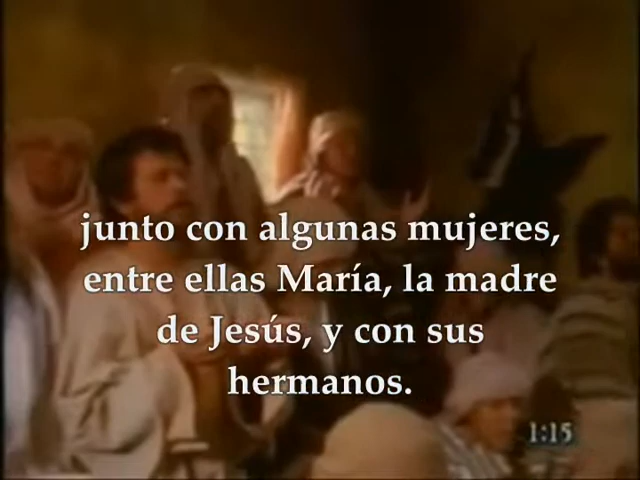 junto con algunas mujeres,
entre ellas María, la madre
de Jesús, y con sus
hermanos.
1:15